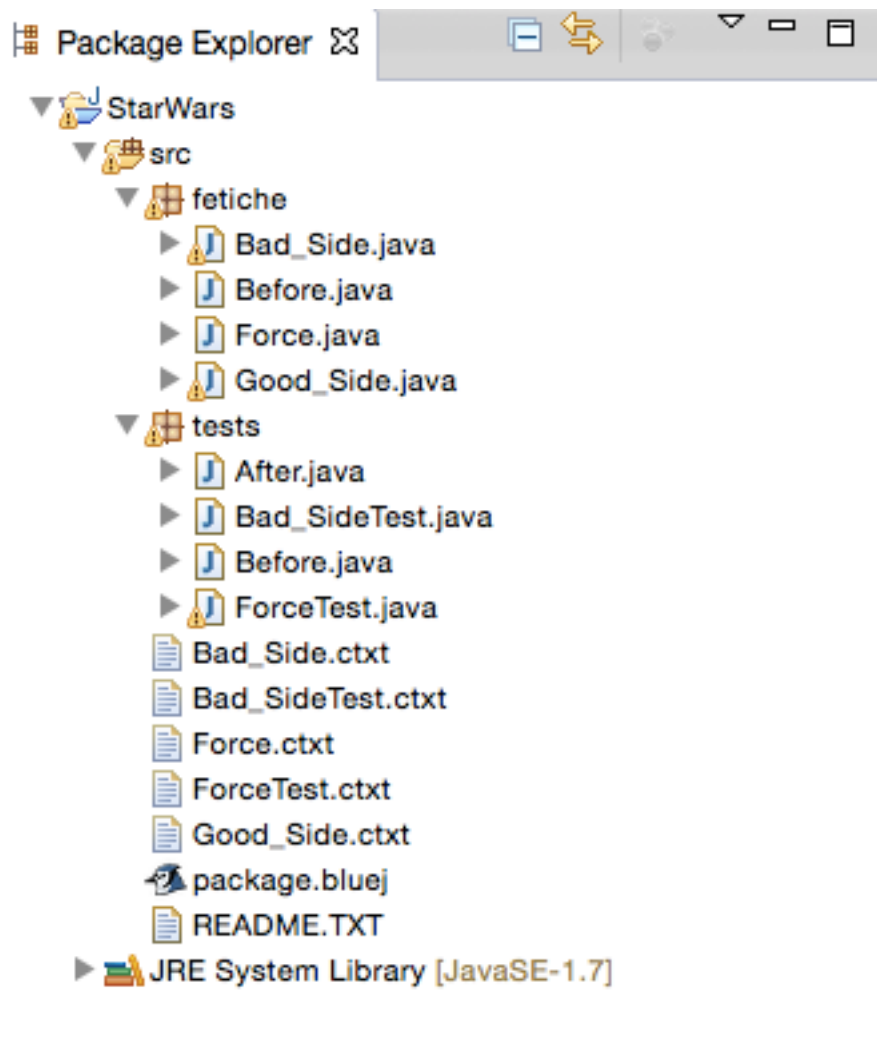 Package Explorer
StarWars
src
fetiche
Bad_Side.java
Before.java
Force.java
Good_Side.java
tests
After.java
Bad_SideTest.java
Before.java
ForceTest.java
Bad_Side.ctxt
Bad_SideTest.ctxt
Force.ctxt
ForceTest.ctxt
Good_Side.ctxt
package.bluej
README.TXT
JRE System Library [JavaSE-1.7]